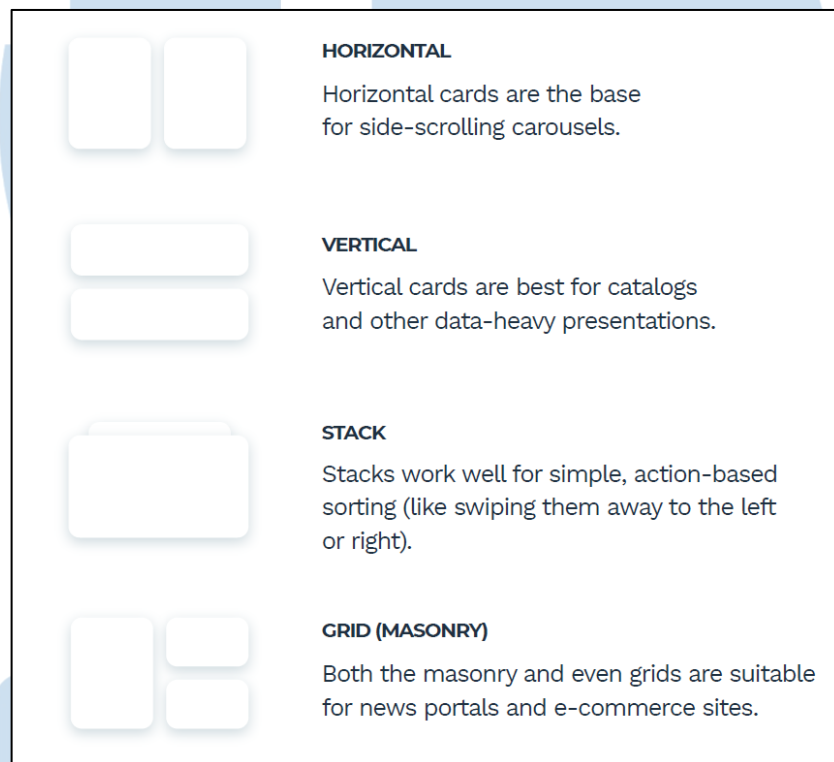 HORIZONTAL
Horizontal cards are the base
for side-scrolling carousels.
VERTICAL
Vertical cards are best for catalogs
and other data-heavy presentations.
STACK
Stacks work well for simple, action-based
sorting (like swiping them away to the left
or right).
GRID (MASONRY)
Both the masonry and even grids are suitable
for news portals and e-commerce sites.